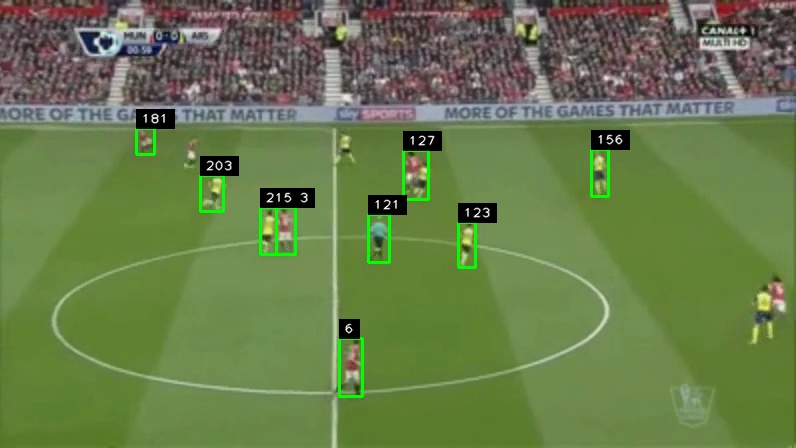 MUN 0-0 ARS
00:59
CANAL+ 1
MULTI HD
MORE OF THE GAMES THAT MATTER sky SPORTS MORE OF THE GAMES THAT MATTER
181
127
156
203
215 3
121
123
6